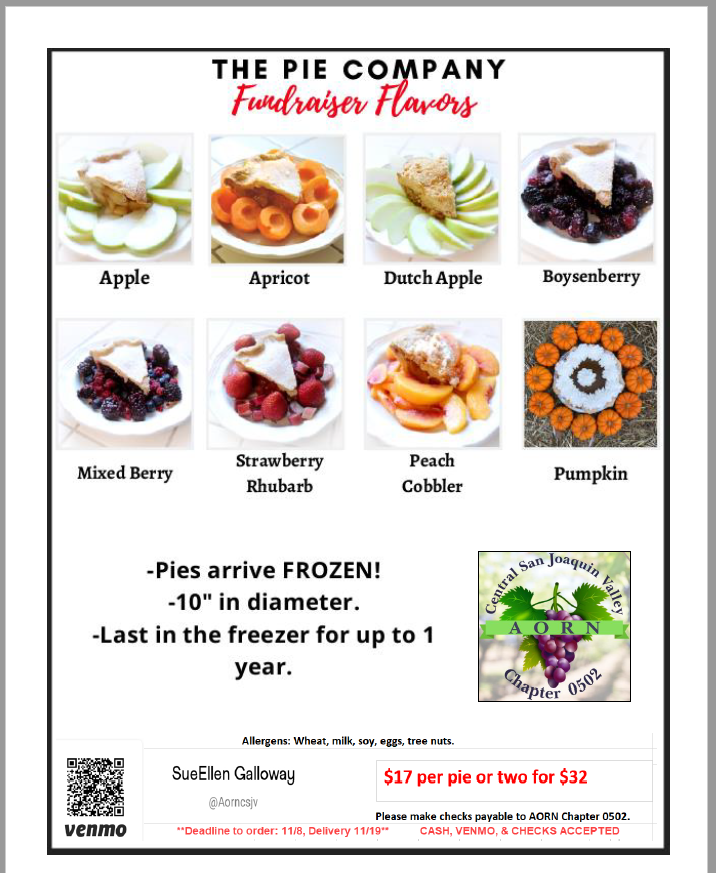 THE PIE COMPANY
Fundraiser Flavors
Apple
Apricot
Dutch Apple
Boysenberry
Mixed Berry
Strawberry
Rhubarb
Peach
Cobbler
Pumpkin
-Pies arrive FROZEN!
-10" in diameter.
-Last in the freezer for up to 1
year.
Central San Joaquin Valley
AORN
Chapter 0502
Allergens: Wheat, milk, soy, eggs, tree nuts.
SueEllen Galloway
@Aorncsjv
venmo
$17 per pie or two for $32
Please make checks payable to AORN Chapter 0502.
**Deadline to order: 11/8, Delivery 11/19**
CASH, VENMO, & CHECKS ACCEPTED